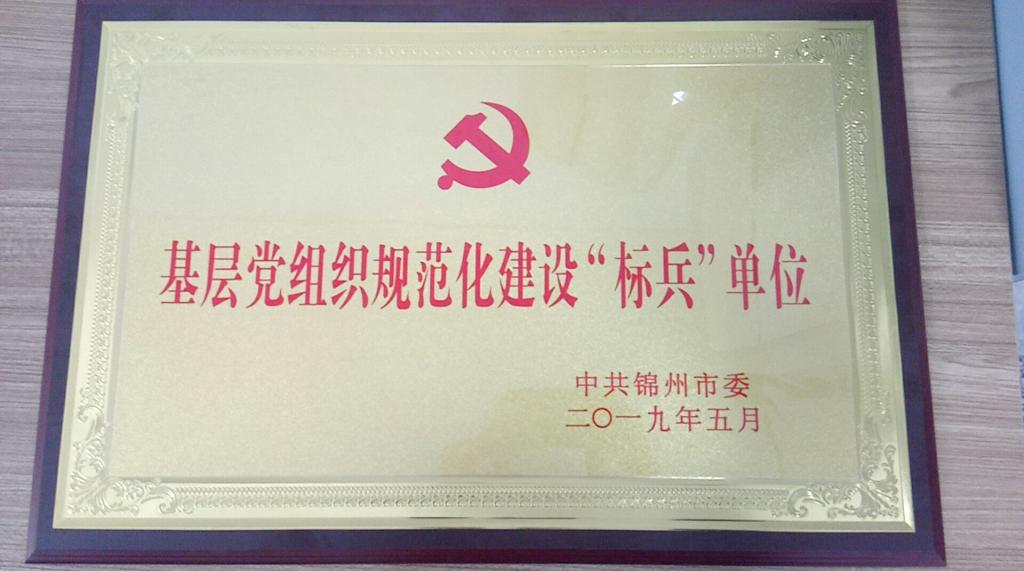 基层党组织规范化建设“标兵”单位
中共锦州市委
二〇一九年五月